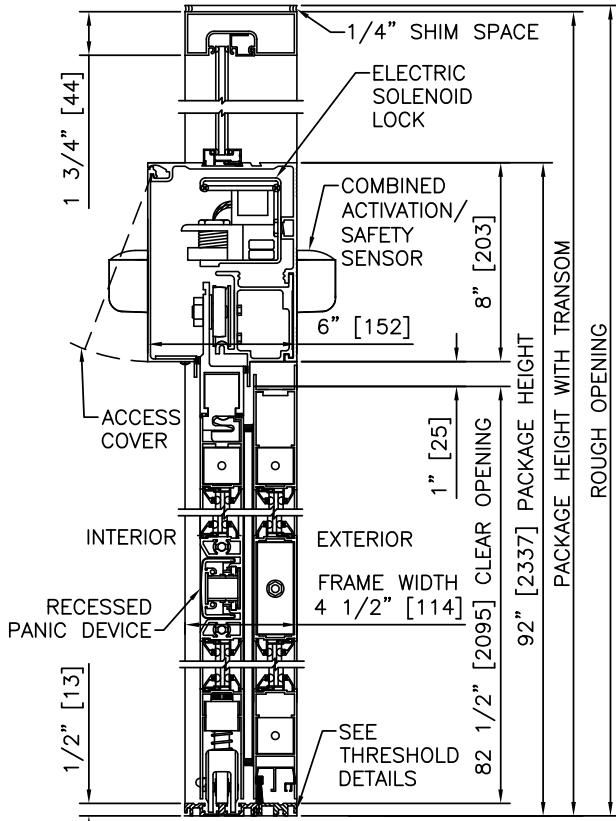 1/4" SHIM SPACE
ELECTRIC
SOLENOID
LOCK
1 3/4" [44]
COMBINED
ACTIVATION/
SAFETY
SENSOR
8" [203]
6" [152]
ACCESS
COVER
1" [25]
INTERIOR
EXTERIOR
FRAME WIDTH
4 1/2" [114]
RECESSED
PANIC DEVICE
82 1/2" [2095] CLEAR OPENING
92" [2337] PACKAGE HEIGHT
PACKAGE HEIGHT WITH TRANSOM
ROUGH OPENING
1/2" [13]
SEE
THRESHOLD
DETAILS